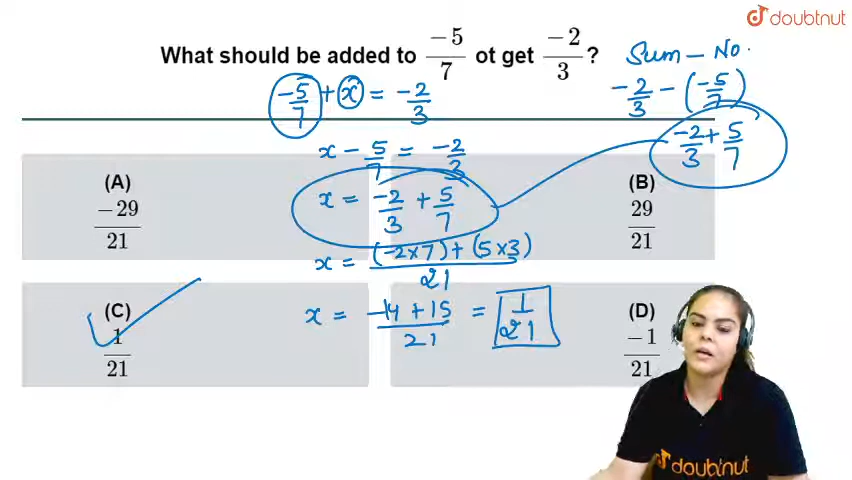 doubtnut
What should be added to -5/7 ot get -2/3?
Sum - No.
-5/7 + x = -2/3
-2/3 - (-5/7)
-2/3 + 5/7
x - 5/7 = -2/3
x = -2/3 + 5/7
x = (-2×7) + (5×3)/21
x = -14 + 15/21 = 1/21
(A)
-29/21
(B)
29/21
(C)
1/21
(D)
-1/21
doubtnut